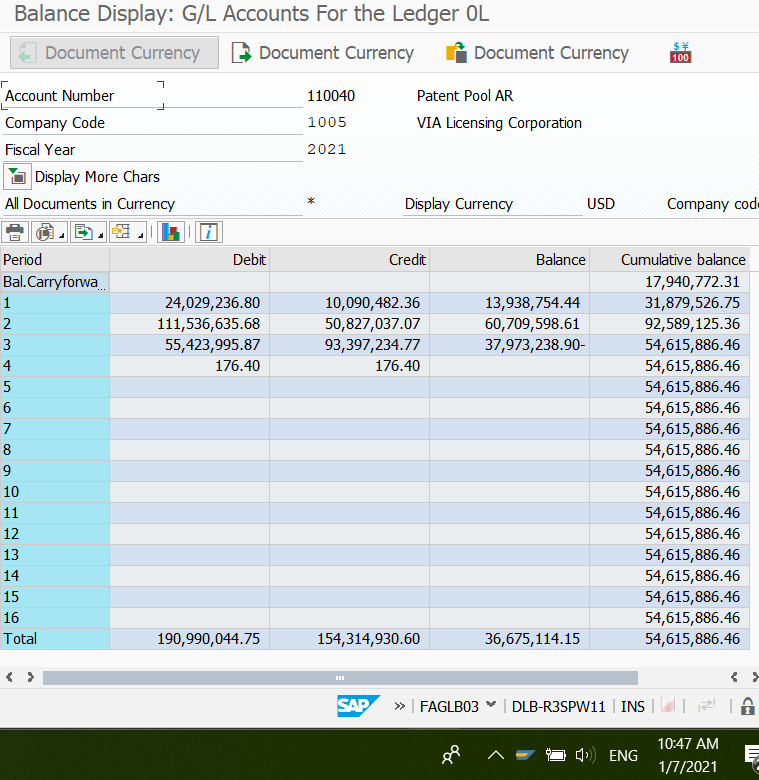 Balance Display: G/L Accounts For the Ledger 0L
Document Currency Document Currency Document Currency
Account Number 110040 Patent Pool AR
Company Code 1005 VIA Licensing Corporation
Fiscal Year 2021
Display More Chars
All Documents in Currency * Display Currency USD Company code
Period Debit Credit Balance Cumulative balance
Bal.Carryforwa... 17,940,772.31
1 24,029,236.80 10,090,482.36 13,938,754.44 31,879,526.75
2 111,536,635.68 50,827,037.07 60,709,598.61 92,589,125.36
3 55,423,995.87 93,397,234.77 37,973,238.90- 54,615,886.46
4 176.40 176.40 54,615,886.46
5 54,615,886.46
6 54,615,886.46
7 54,615,886.46
8 54,615,886.46
9 54,615,886.46
10 54,615,886.46
11 54,615,886.46
12 54,615,886.46
13 54,615,886.46
14 54,615,886.46
15 54,615,886.46
16 54,615,886.46
Total 190,990,044.75 154,314,930.60 36,675,114.15 54,615,886.46
SAP » FAGLB03 DLB-R3SPW11 INS
ENG 10:47 AM
1/7/2021